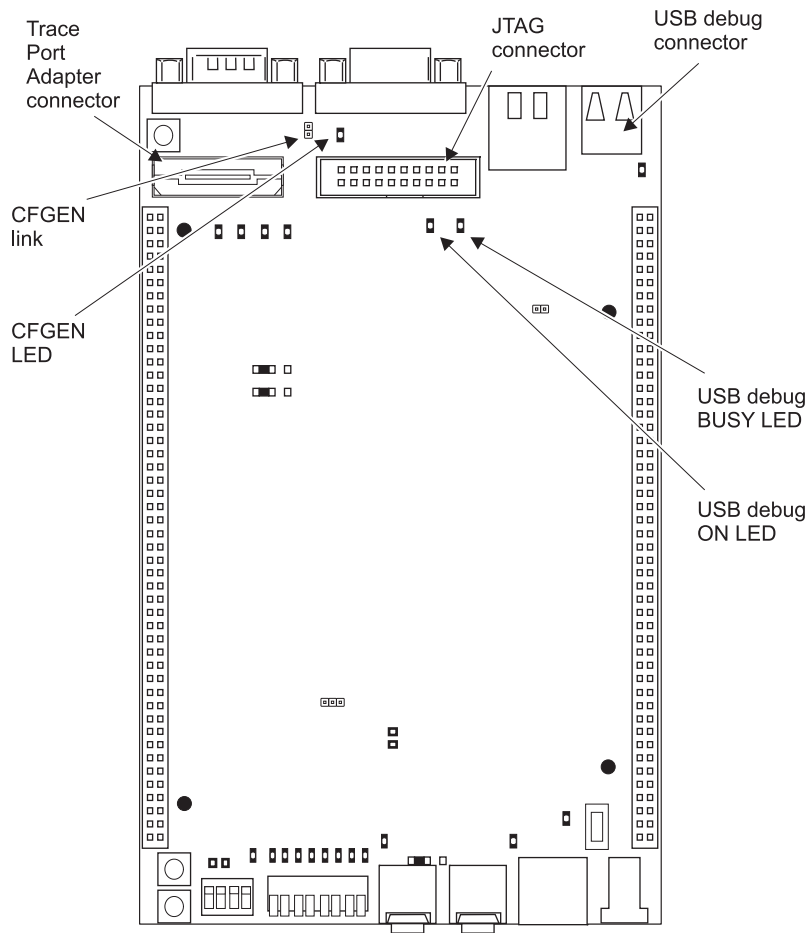 Trace
Port
Adapter
connector
JTAG
connector
USB debug
connector
CFGEN
link
CFGEN
LED
USB debug
BUSY LED
USB debug
ON LED